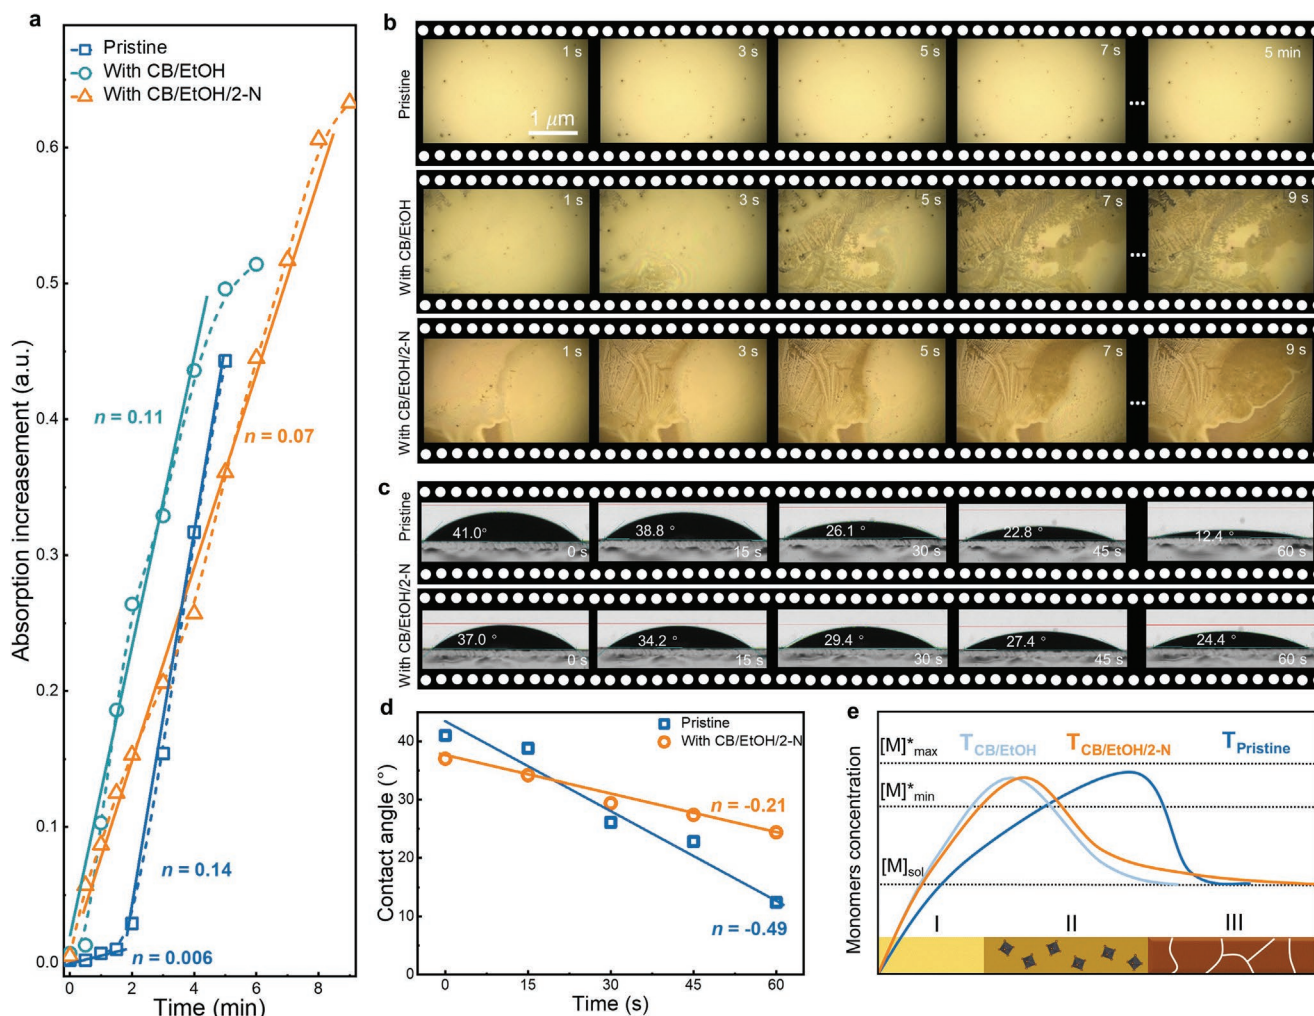 a
Pristine
With CB/EtOH
With CB/EtOH/2-N
Absorption increasement (a.u.)
0.6
0.5
0.4
0.3
0.2
0.1
0.0
n = 0.11
n = 0.07
n = 0.14
n = 0.006
0 2 4 6 8
Time (min)
b
Pristine
1 s 3 s 5 s 7 s 5 min
1 μm
...
With CB/EtOH
1 s 3 s 5 s 7 s 9 s
...
With CB/EtOH/2-N
1 s 3 s 5 s 7 s 9 s
...
c
Pristine
41.0° 38.8 ° 26.1 ° 22.8 ° 12.4 °
0 s 15 s 30 s 45 s 60 s
With CB/EtOH/2-N
37.0 ° 34.2 ° 29.4 ° 27.4 ° 24.4 °
0 s 15 s 30 s 45 s 60 s
d
Pristine
With CB/EtOH/2-N
Contact angle (°)
40
30
20
10
0
n = -0.21
n = -0.49
0 15 30 45 60
Time (s)
e
Monomers concentration
[M]*max
[M]*min
[M]sol
TCB/EtOH TCB/EtOH/2-N TPristine
I II III